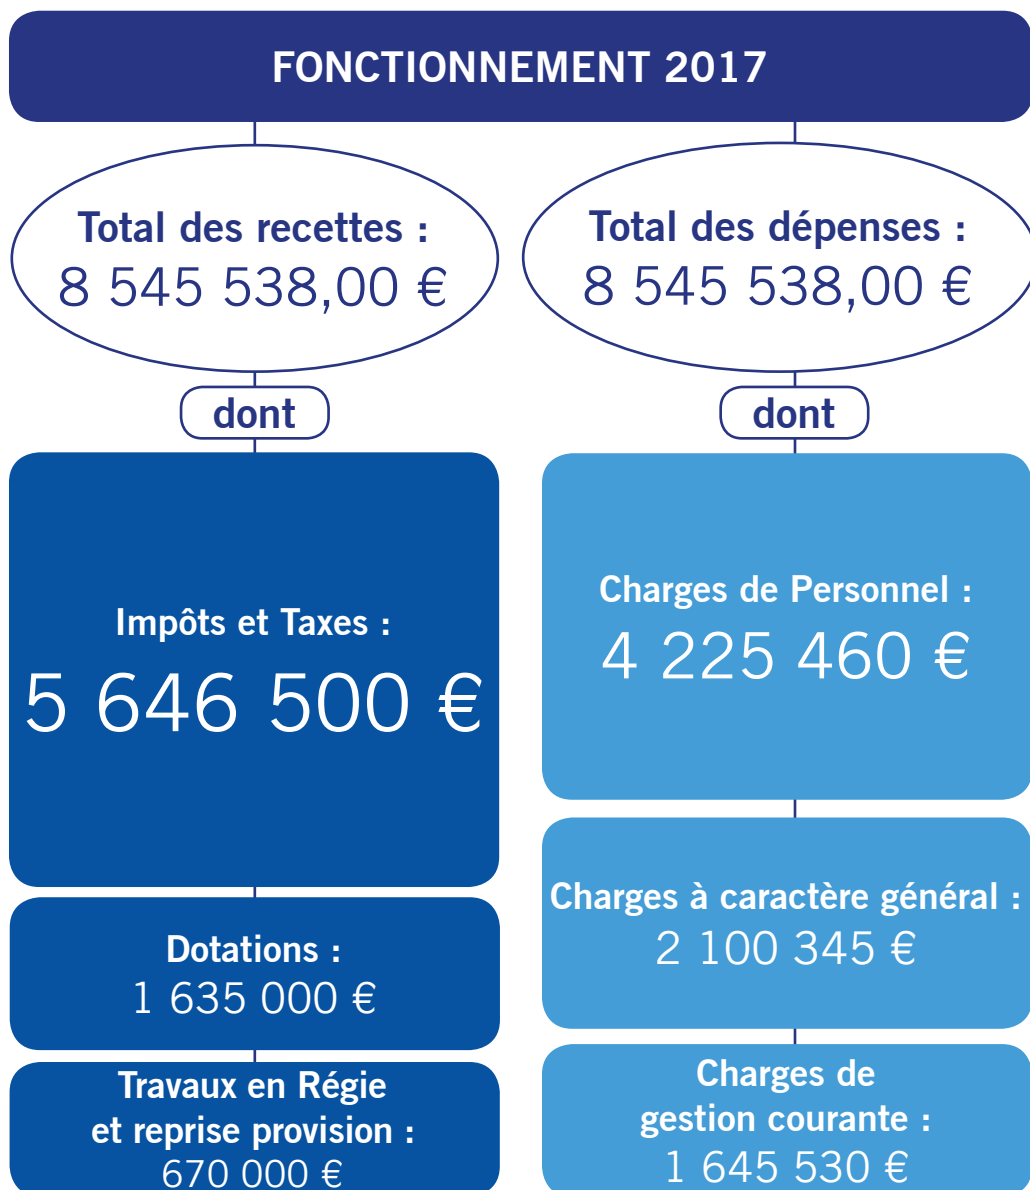 FONCTIONNEMENT 2017
Total des recettes :
8 545 538,00 €
dont
Impôts et Taxes :
5 646 500 €
Dotations :
1 635 000 €
Travaux en Régie
et reprise provision :
670 000 €
Total des dépenses :
8 545 538,00 €
dont
Charges de Personnel :
4 225 460 €
Charges à caractère général :
2 100 345 €
Charges de
gestion courante :
1 645 530 €